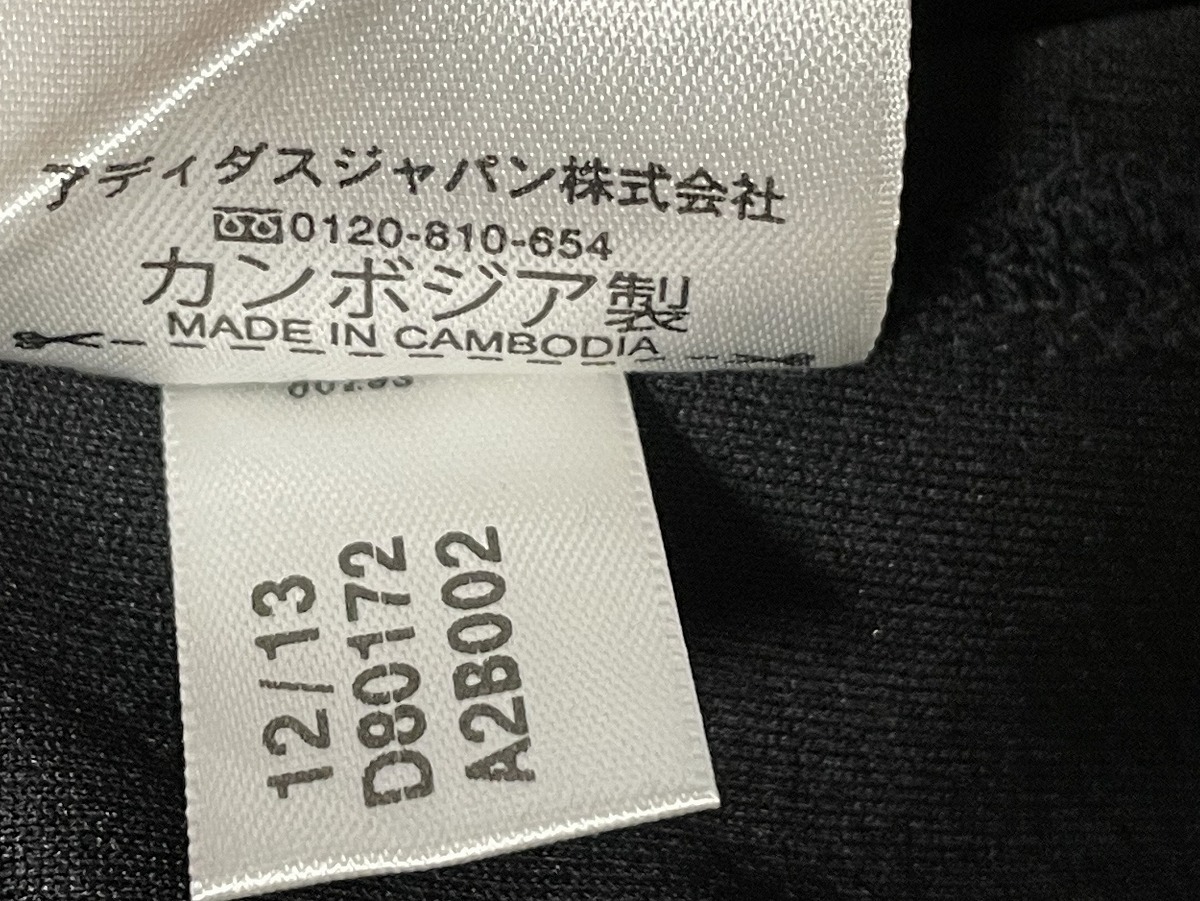 アディダスジャパン株式会社
0120-810-654
カンボジア製
MADE IN CAMBODIA
12/13
D80172
A2B002